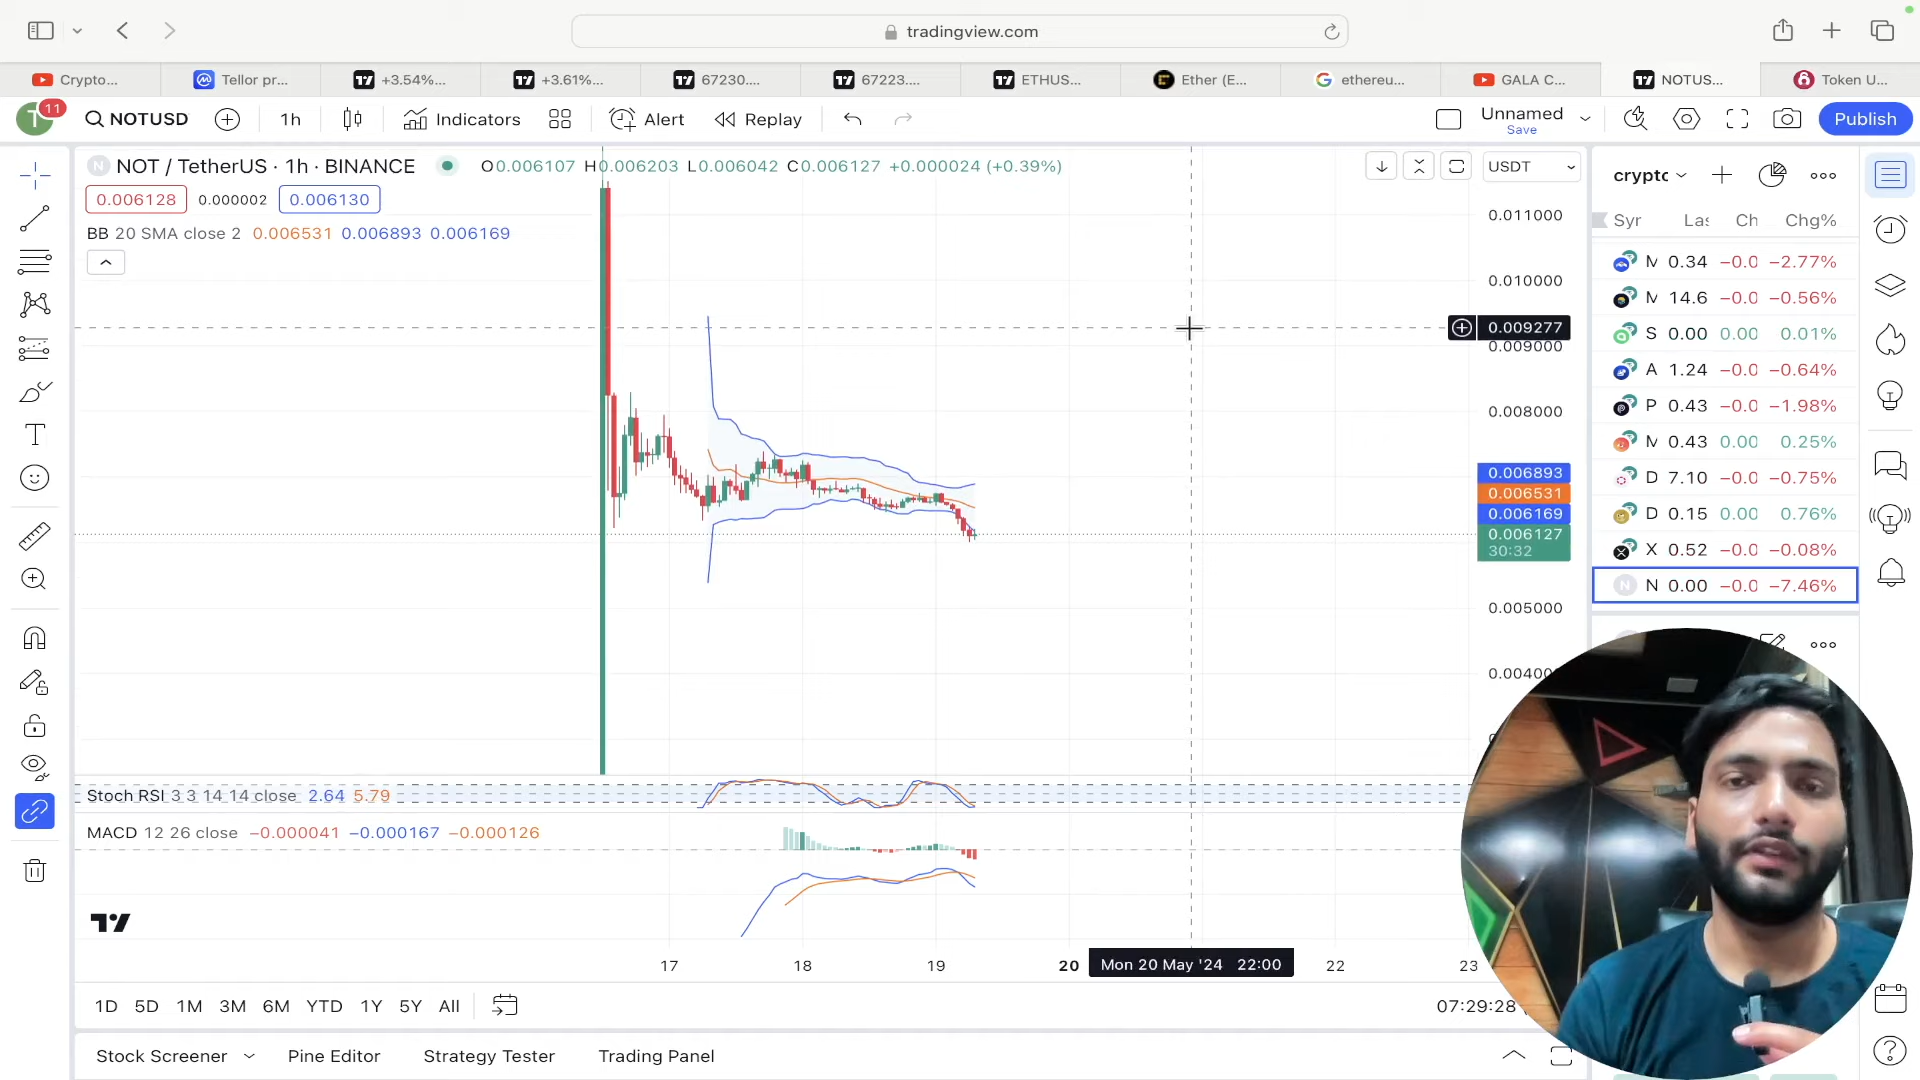 tradingview.com
Crypto...
Tellor pr...
+3.54%...
+3.61%...
67230....
67223....
ETHUS...
Ether (E...
ethereu...
GALA C...
NOTUS...
Token U...
T
11
NOTUSD
1h
Indicators
Alert
Replay
Unnamed
Save
Publish
N
NOT / TetherUS · 1h · BINANCE
O0.006107 H0.006203 L0.006042 C0.006127 +0.000024 (+0.39%)
USDT
0.006128
0.000002
0.006130
BB 20 SMA close 2 0.006531 0.006893 0.006169
0.011000
0.010000
0.009277
0.009000
0.008000
0.006893
0.006531
0.006169
0.006127
30:32
0.005000
0.0040
Stoch RSI 3 3 14 14 close 2.64 5.79
MACD 12 26 close −0.000041 −0.000167 −0.000126
17
18
19
20
Mon 20 May '24 22:00
22
23
1D 5D 1M 3M 6M YTD 1Y 5Y All
07:29:28
Stock Screener
Pine Editor
Strategy Tester
Trading Panel
crypto
Syr Las Ch Chg%
M 0.34 −0.0 −2.77%
M 14.6 −0.0 −0.56%
S 0.00 0.00 0.01%
A 1.24 −0.0 −0.64%
P 0.43 −0.0 −1.98%
M 0.43 0.00 0.25%
D 7.10 −0.0 −0.75%
D 0.15 0.00 0.76%
X 0.52 −0.0 −0.08%
N N 0.00 −0.0 −7.46%